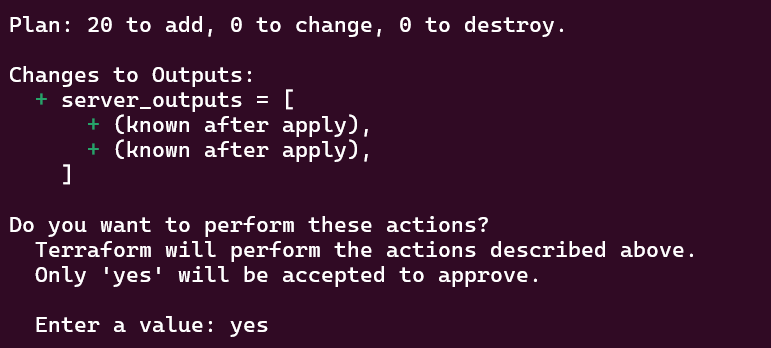 Plan: 20 to add, 0 to change, 0 to destroy.
Changes to Outputs:
+ server_outputs = [
+ (known after apply),
+ (known after apply),
]
Do you want to perform these actions?
Terraform will perform the actions described above.
Only 'yes' will be accepted to approve.
Enter a value: yes